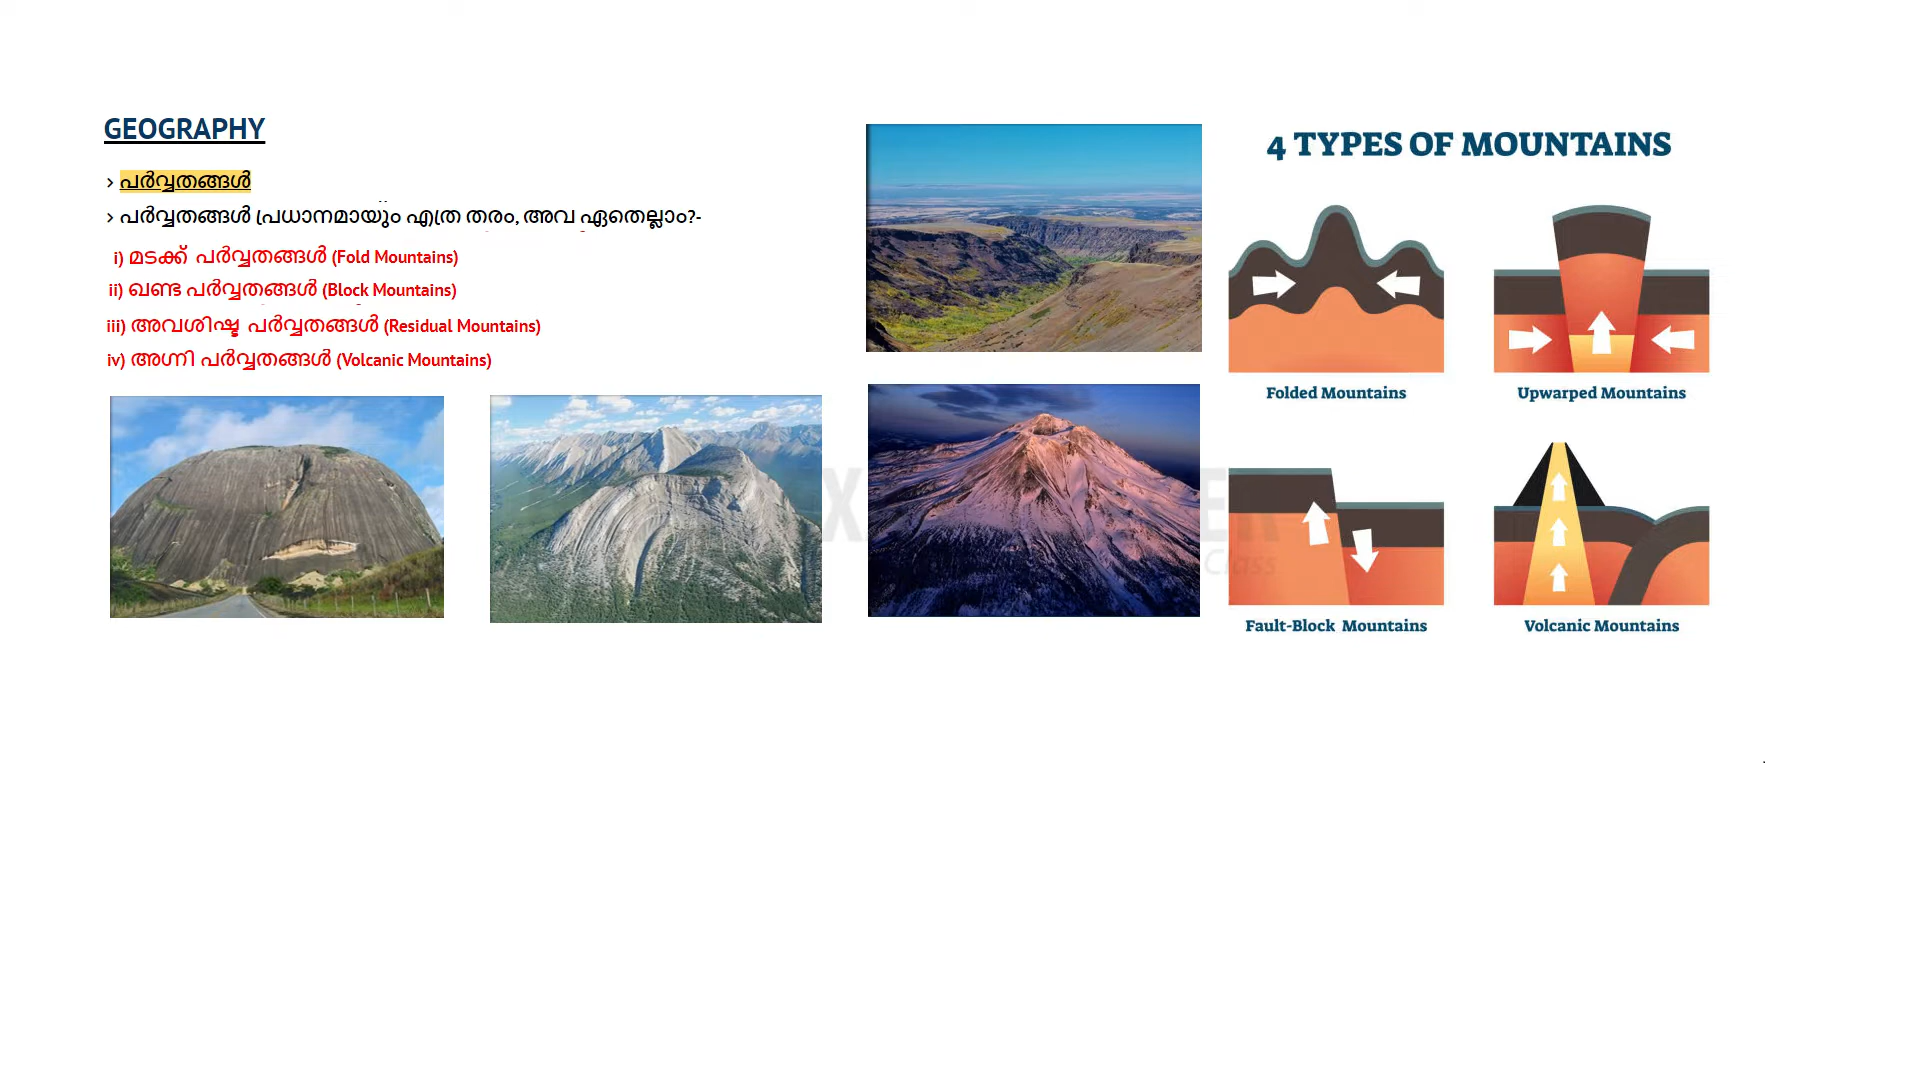 GEOGRAPHY
› പർവ്വതങ്ങൾ
› പർവ്വതങ്ങൾ പ്രധാനമായും എത്ര തരം, അവ ഏതെല്ലാം?-
i) മടക്ക് പർവ്വതങ്ങൾ (Fold Mountains)
ii) ഖണ്ട പർവ്വതങ്ങൾ (Block Mountains)
iii) അവശിഷ്ട പർവ്വതങ്ങൾ (Residual Mountains)
iv) അഗ്നി പർവ്വതങ്ങൾ (Volcanic Mountains)
4 TYPES OF MOUNTAINS
Folded Mountains
Upwarped Mountains
Fault-Block Mountains
Volcanic Mountains
Class